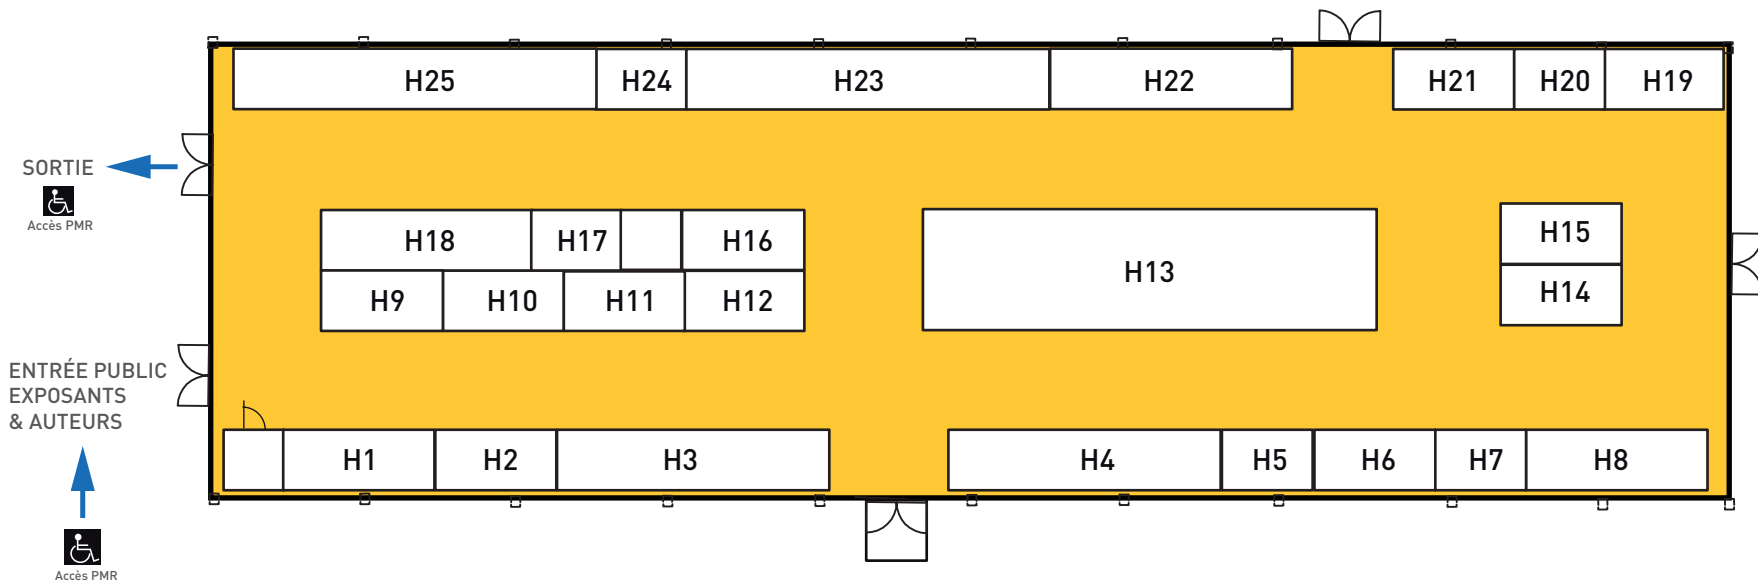 H25 H24 H23 H22 H21 H20 H19
SORTIE
Accès PMR
H18 H17 H16
H15
H13
H9 H10 H11 H12
H14
ENTRÉE PUBLIC
EXPOSANTS
& AUTEURS
H1 H2 H3 H4 H5 H6 H7 H8
Accès PMR